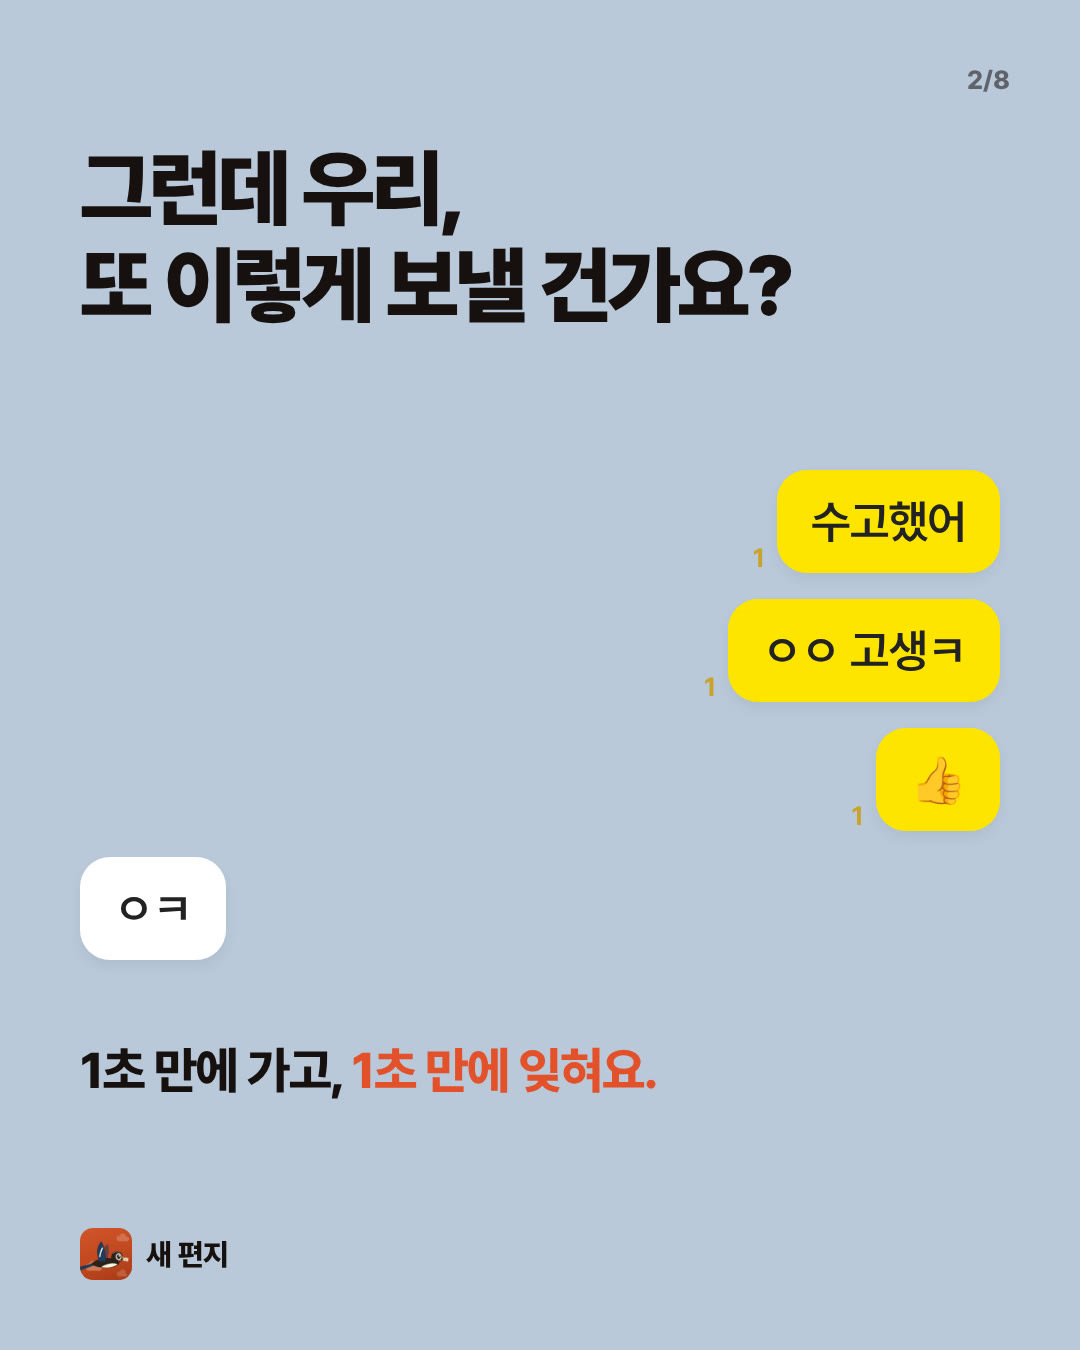 2/8
그런데 우리,
또 이렇게 보낼 건가요?
수고했어
1
ㅇㅇ 고생ㅋ
1
👍
1
ㅇㅋ
1초 만에 가고, 1초 만에 잊혀요.
새 편지